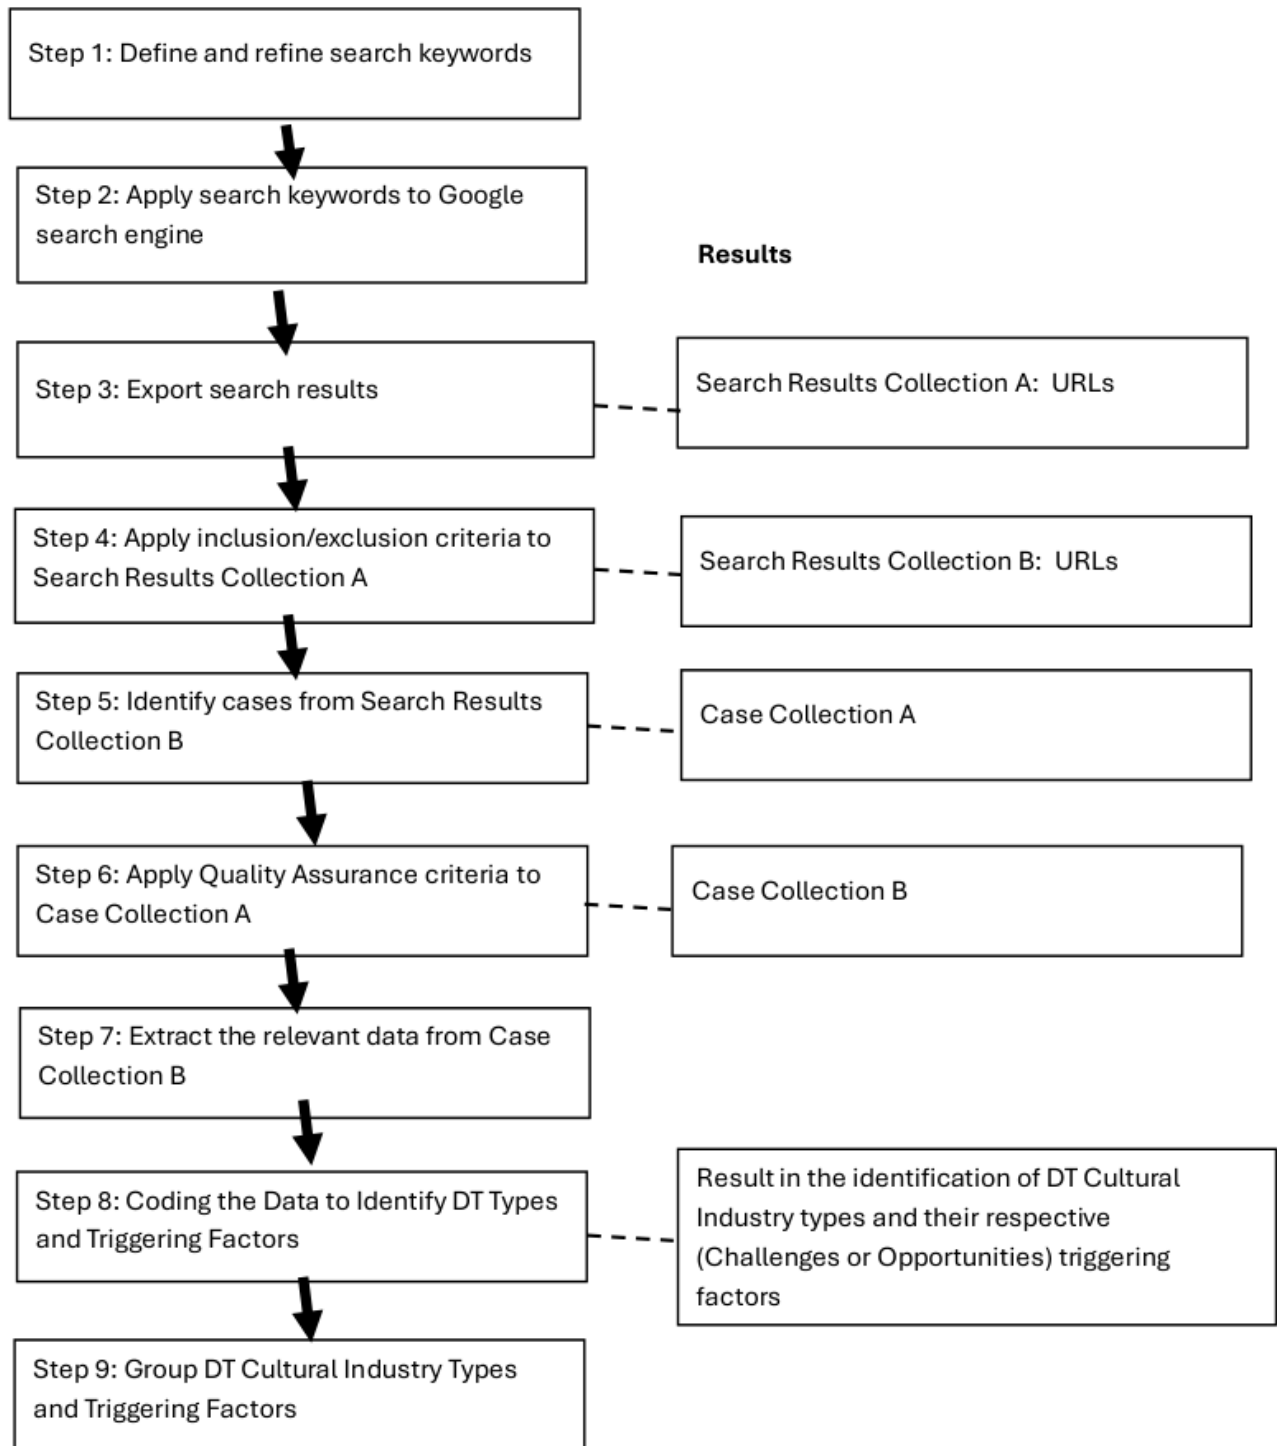 Step 1: Define and refine search keywords
Step 2: Apply search keywords to Google
search engine
Results
Step 3: Export search results
Search Results Collection A:  URLs
Step 4: Apply inclusion/exclusion criteria to
Search Results Collection A
Search Results Collection B:  URLs
Step 5: Identify cases from Search Results
Collection B
Case Collection A
Step 6: Apply Quality Assurance criteria to
Case Collection A
Case Collection B
Step 7: Extract the relevant data from Case
Collection B
Step 8: Coding the Data to Identify DT Types
and Triggering Factors
Result in the identification of DT Cultural
Industry types and their respective
(Challenges or Opportunities) triggering
factors
Step 9: Group DT Cultural Industry Types
and Triggering Factors